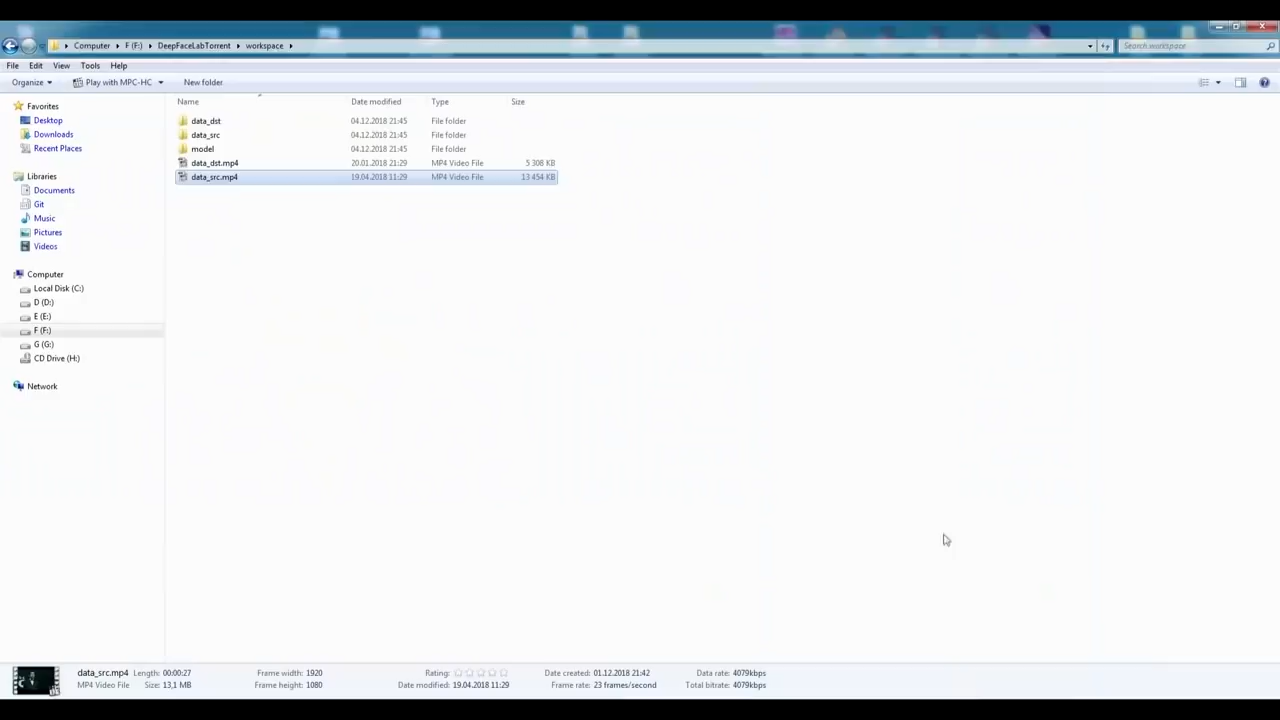 Computer F (F:) DeepFaceLabTorrent workspace Search workspace
File Edit View Tools Help
Organize Play with MPC-HC New folder
Name Date modified Type Size
Favorites
Desktop
Downloads
Recent Places
Libraries
Documents
Git
Music
Pictures
Videos
Computer
Local Disk (C:)
D (D:)
E (E:)
F (F:)
G (G:)
CD Drive (H:)
Network
data_dst 04.12.2018 21:45 File folder
data_src 04.12.2018 21:45 File folder
model 04.12.2018 21:45 File folder
data_dst.mp4 20.01.2018 21:29 MP4 Video File 5 308 KB
data_src.mp4 19.04.2018 11:29 MP4 Video File 13 454 KB
data_src.mp4 Length: 00:00:27 Frame width: 1920 Rating: Date created: 01.12.2018 21:42 Data rate: 4079kbps
MP4 Video File Size: 13,1 MB Frame height: 1080 Date modified: 19.04.2018 11:29 Frame rate: 23 frames/second Total bitrate: 4079kbps